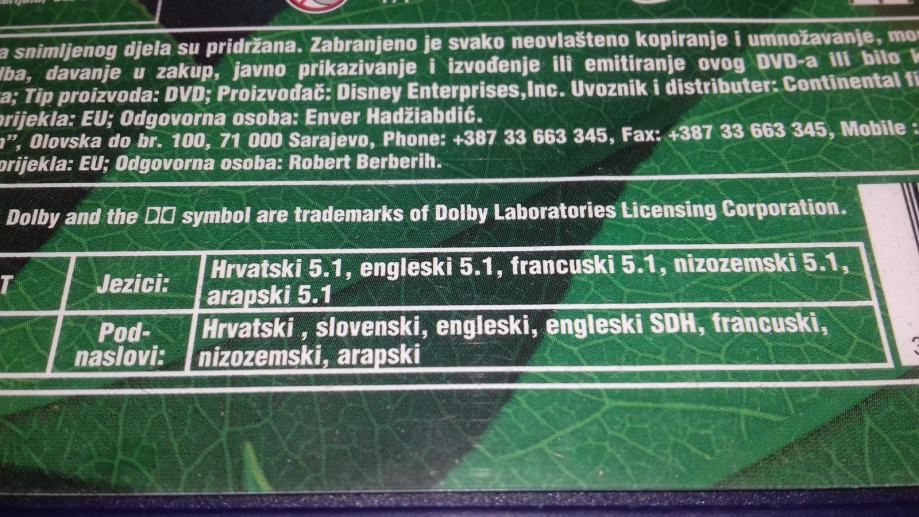 a snimljenog djela su pridržana. Zabranjeno je svako neovlašteno kopiranje i umnožavanje,
davanje u zakup, javno prikazivanje i izvođenje ili emitiranje ovog DVD-a ili bilo
Tip proizvoda: DVD; Proizvođač: Disney Enterprises,Inc. Uvoznik i distributer: Continental
EU; Odgovorna osoba: Enver Hadžiabdić.
Olovska do br. 100, 71 000 Sarajevo, Phone: +387 33 663 345, Fax: +387 33 663 345, Mobile
EU; Odgovorna osoba: Robert Berberih.
Dolby and the symbol are trademarks of Dolby Laboratories Licensing Corporation.
T
Jezici:
Hrvatski 5.1, engleski 5.1, francuski 5.1, nizozemski 5.1,
arapski 5.1
Pod-
naslovi:
Hrvatski , slovenski, engleski, engleski SDH, francuski,
nizozemski, arapski